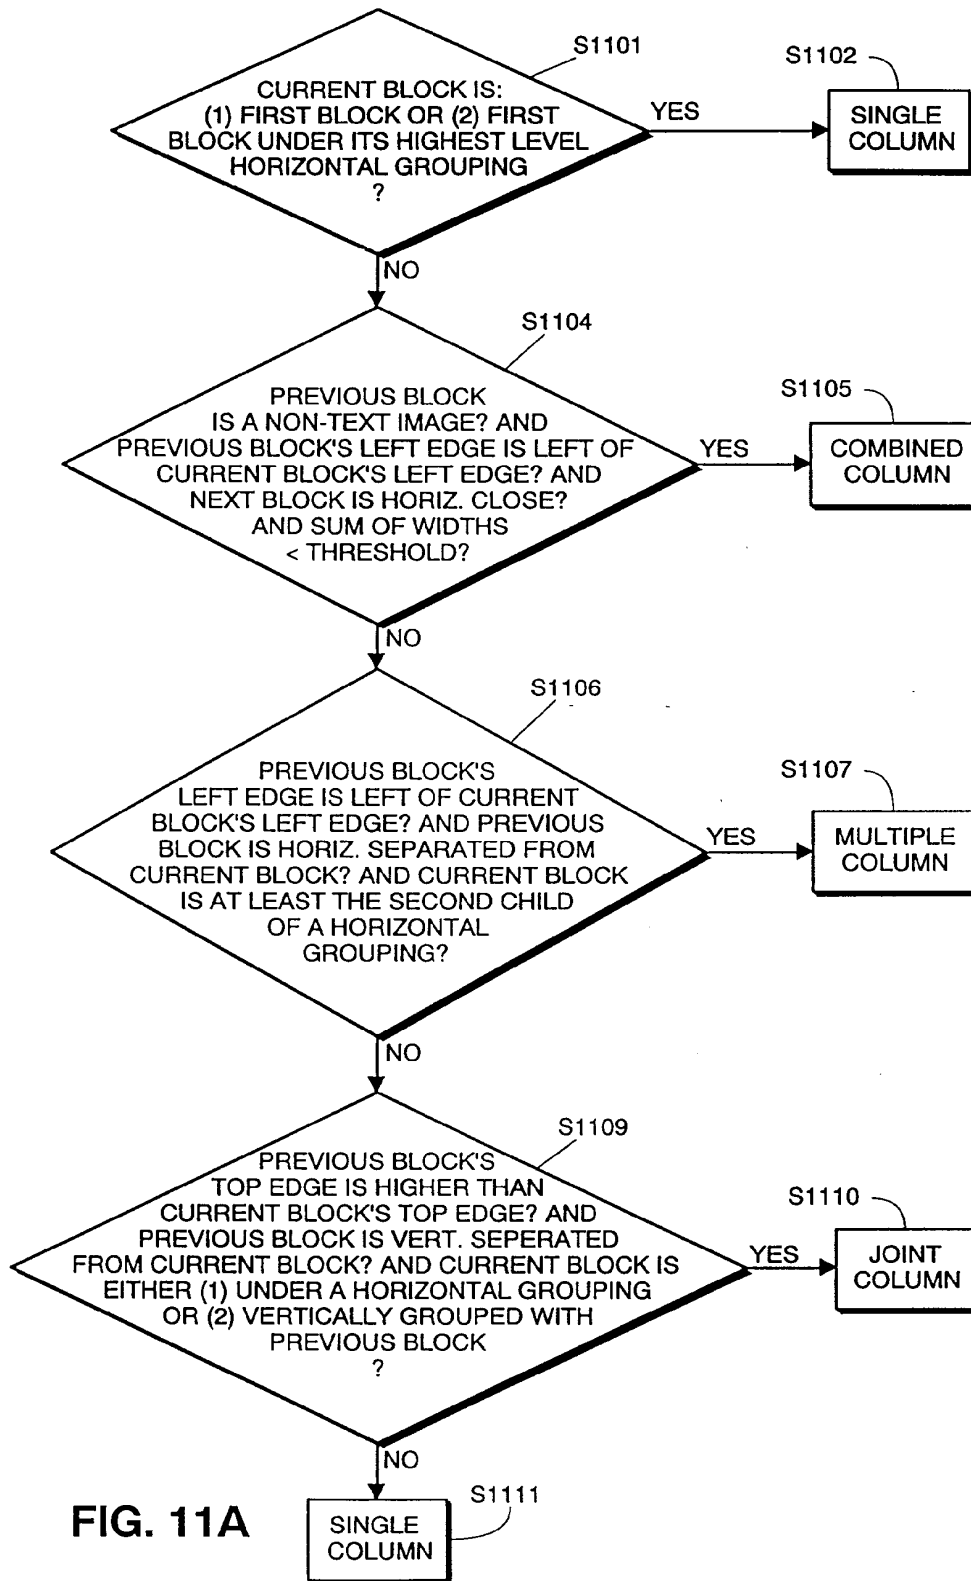 S1101
CURRENT BLOCK IS:
(1) FIRST BLOCK OR (2) FIRST
BLOCK UNDER ITS HIGHEST LEVEL
HORIZONTAL GROUPING
?
YES
S1102
SINGLE
COLUMN
NO
S1104
PREVIOUS BLOCK
IS A NON-TEXT IMAGE? AND
PREVIOUS BLOCK'S LEFT EDGE IS LEFT OF
CURRENT BLOCK'S LEFT EDGE? AND
NEXT BLOCK IS HORIZ. CLOSE?
AND SUM OF WIDTHS
< THRESHOLD?
YES
S1105
COMBINED
COLUMN
NO
S1106
PREVIOUS BLOCK'S
LEFT EDGE IS LEFT OF CURRENT
BLOCK'S LEFT EDGE? AND PREVIOUS
BLOCK IS HORIZ. SEPARATED FROM
CURRENT BLOCK? AND CURRENT BLOCK
IS AT LEAST THE SECOND CHILD
OF A HORIZONTAL
GROUPING?
YES
S1107
MULTIPLE
COLUMN
NO
S1109
PREVIOUS BLOCK'S
TOP EDGE IS HIGHER THAN
CURRENT BLOCK'S TOP EDGE? AND
PREVIOUS BLOCK IS VERT. SEPERATED
FROM CURRENT BLOCK? AND CURRENT BLOCK IS
EITHER (1) UNDER A HORIZONTAL GROUPING
OR (2) VERTICALLY GROUPED WITH
PREVIOUS BLOCK
?
YES
S1110
JOINT
COLUMN
NO
S1111
SINGLE
COLUMN
FIG. 11A